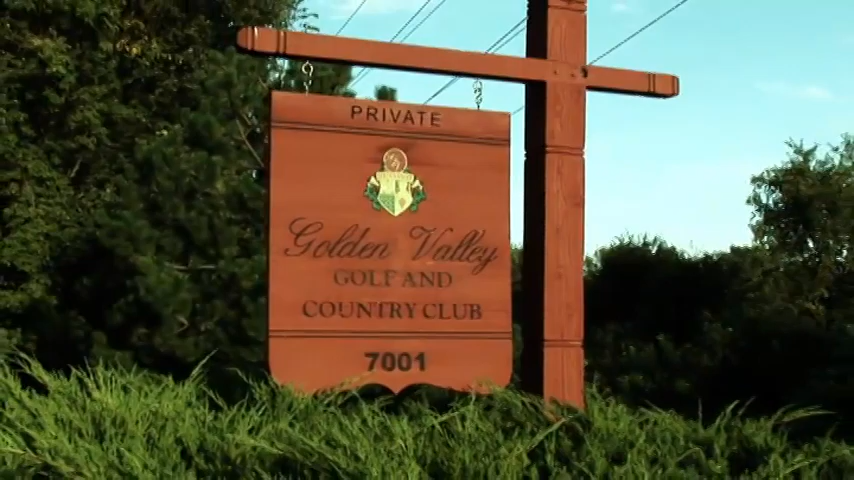 PRIVATE
Golden Valley
GOLF AND
COUNTRY CLUB
7001